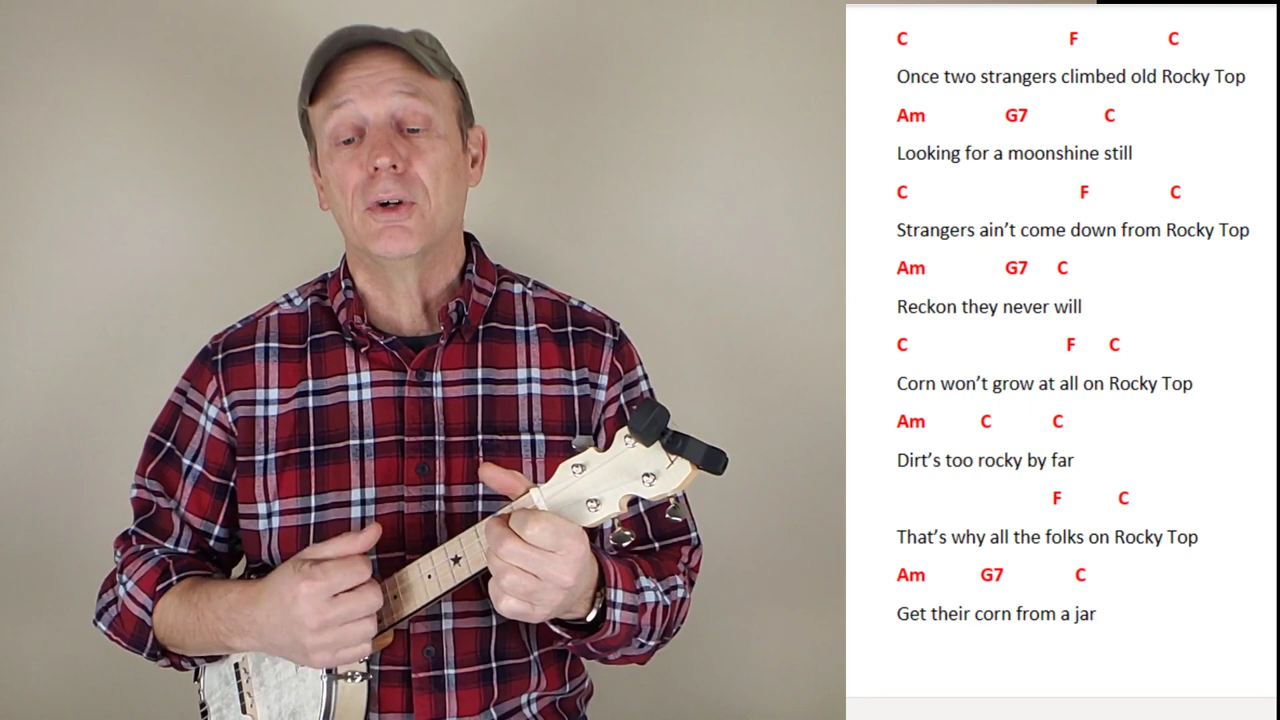 C F C
Once two strangers climbed old Rocky Top
Am G7 C
Looking for a moonshine still
C F C
Strangers ain’t come down from Rocky Top
Am G7 C
Reckon they never will
C F C
Corn won’t grow at all on Rocky Top
Am C C
Dirt’s too rocky by far
F C
That’s why all the folks on Rocky Top
Am G7 C
Get their corn from a jar